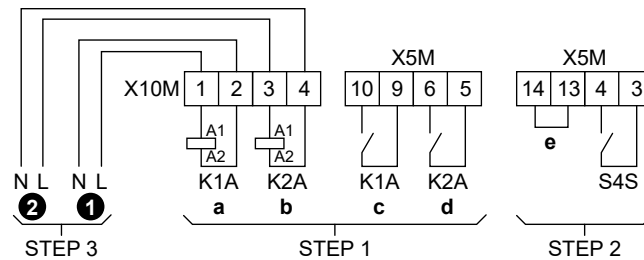 X5M X5M
X10M 1 2 3 4 10 9 6 5 14 13 4 3
A1 A1
A2 A2
e
N L N L K1A K2A K1A K2A S4S
2 1 a b c d
STEP 3 STEP 1 STEP 2